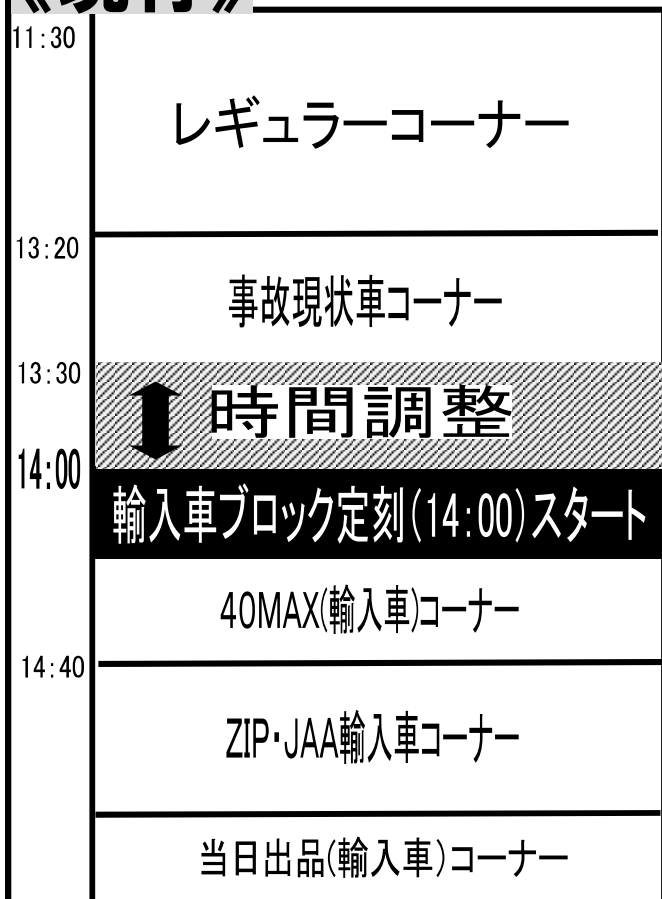 11:30
レギュラーコーナー
13:20
事故現状車コーナー
13:30
時間調整
14:00
輸入車ブロック定刻(14:00)スタート
40MAX(輸入車)コーナー
14:40
ZIP・JAA輸入車コーナー
当日出品(輸入車)コーナー